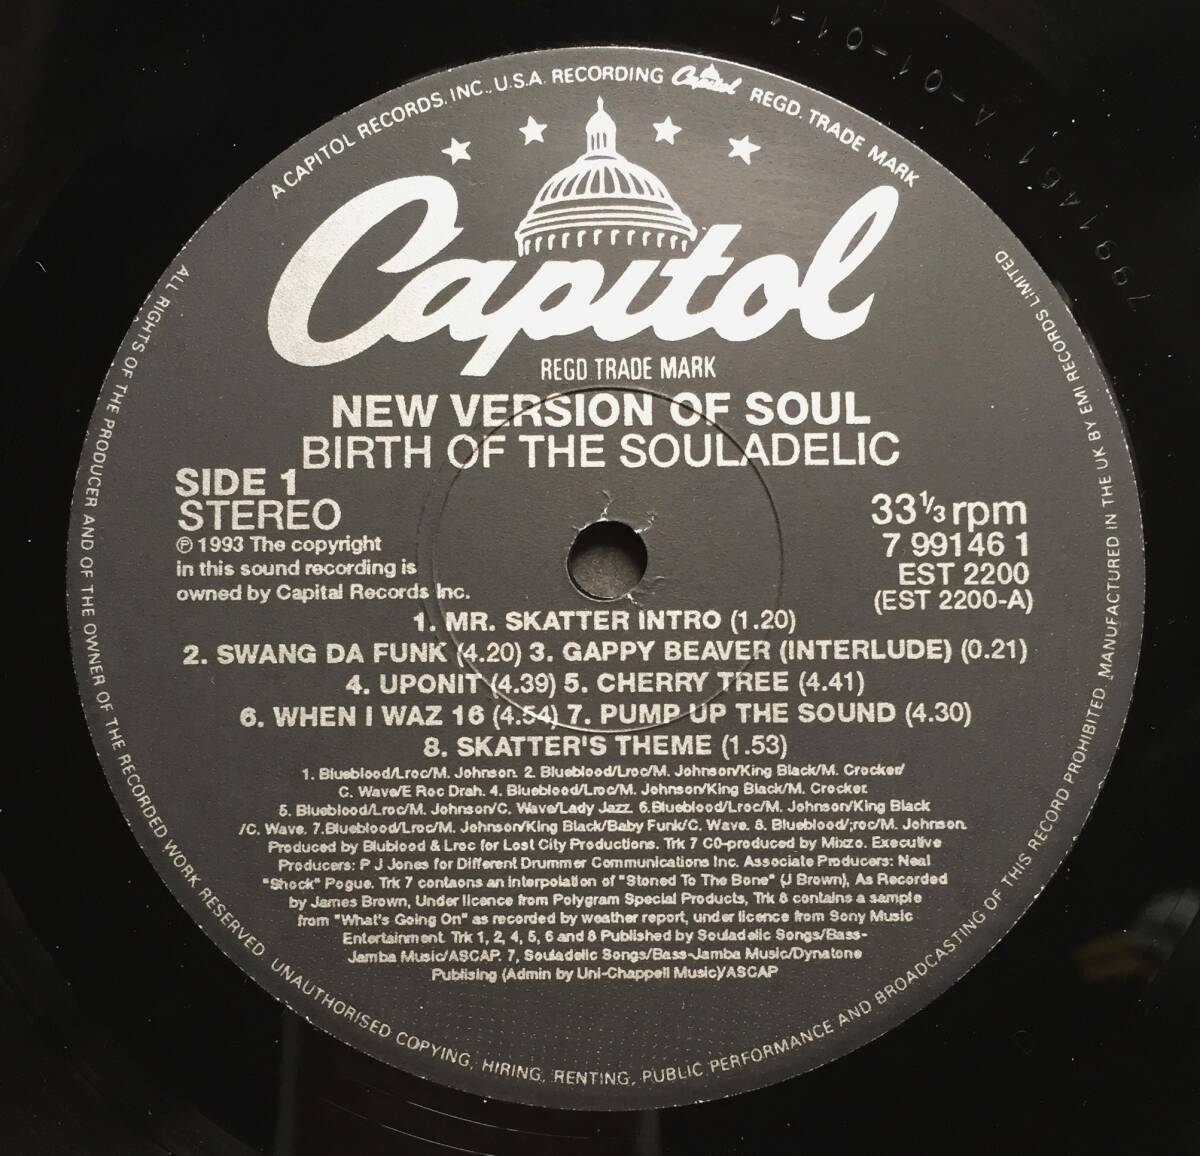 A CAPITOL RECORDS, INC., U.S.A. RECORDING Capitol REGD. TRADE MARK
Capitol
REGD TRADE MARK
NEW VERSION OF SOUL
BIRTH OF THE SOULADELIC
SIDE 1
STEREO
℗ 1993 The copyright
in this sound recording is
owned by Capital Records Inc.
33⅓ rpm
7 99146 1
EST 2200
(EST 2200-A)
1. MR. SKATTER INTRO (1.20)
2. SWANG DA FUNK (4.20) 3. GAPPY BEAVER (INTERLUDE) (0.21)
4. UPONIT (4.39) 5. CHERRY TREE (4.41)
6. WHEN I WAZ 16 (4.54) 7. PUMP UP THE SOUND (4.30)
8. SKATTER'S THEME (1.53)
1. Blueblood/Lroc/M. Johnson. 2. Blueblood/Lroc/M. Johnson/King Black/M. Crocker/
C. Wave/E Roc Drah. 4. Blueblood/Lroc/M. Johnson/King Black/M. Crocker.
5. Blueblood/Lroc/M. Johnson/C. Wave/Lady Jazz. 6.Blueblood/Lroc/M. Johnson/King Black
/C. Wave. 7.Blueblood/Lroc/M. Johnson/King Black/Baby Funk/C. Wave. 8. Blueblood/;roc/M. Johnson.
Produced by Blublood & Lroc for Lost City Productions. Trk 7 C0-produced by Mixzo. Executive
Producers: P J Jones for Different Drummer Communications Inc. Associate Producers: Neal
"Shock" Pogue. Trk 7 contaons an interpolation of "Stoned To The Bone" (J Brown), As Recorded
by James Brown, Under licence from Polygram Special Products, Trk 8 contains a sample
from "What's Going On" as recorded by weather report, under licence from Sony Music
Entertainment. Trk 1, 2, 4, 5, 6 and 8 Published by Souladelic Songs/Bass-
Jamba Music/ASCAP. 7, Souladelic Songs/Bass-Jamba Music/Dynatone
Publising (Admin by Uni-Chappell Music)/ASCAP
ALL RIGHTS OF THE PRODUCER AND OF THE OWNER OF THE RECORDED WORK RESERVED UNAUTHORISED COPYING, HIRING, RENTING, PUBLIC PERFORMANCE AND BROADCASTING OF THIS RECORD PROHIBITED MANUFACTURED IN THE UK BY EMI RECORDS LIMITED
7991461 A-01-01-1